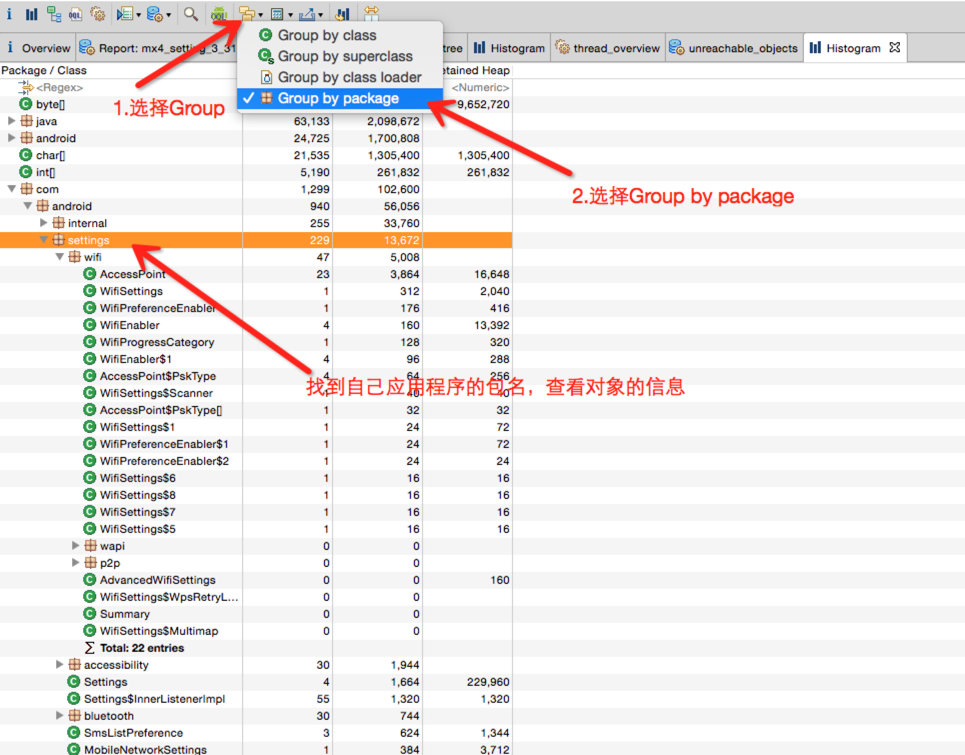 Group by class
Group by superclass
Group by class loader
Group by package
Overview
Report: mx4_setting_3_31
tree
Histogram
thread_overview
unreachable_objects
Histogram
Package / Class
etained Heap
<Regex>
<Numeric>
byte[] 9,652,720
java 63,133 2,098,672
android 24,725 1,700,808
char[] 21,535 1,305,400 1,305,400
int[] 5,190 261,832 261,832
com 1,299 102,600
android 940 56,056
internal 255 33,760
settings 229 13,672
wifi 47 5,008
AccessPoint 23 3,864 16,648
WifiSettings 1 312 2,040
WifiPreferenceEnabler 1 176 416
WifiEnabler 4 160 13,392
WifiProgressCategory 1 128 320
WifiEnabler$1 4 96 288
AccessPoint$PskType 4 64 256
WifiSettings$Scanner 40 40
AccessPoint$PskType[] 1 32 32
WifiSettings$1 1 24 72
WifiPreferenceEnabler$1 1 24 72
WifiPreferenceEnabler$2 1 24 24
WifiSettings$6 1 16 16
WifiSettings$8 1 16 16
WifiSettings$7 1 16 16
WifiSettings$5 1 16 16
wapi 0 0
p2p 0 0
AdvancedWifiSettings 0 0 160
WifiSettings$WpsRetryL... 0 0
Summary 0 0
WifiSettings$Multimap 0 0
Total: 22 entries
accessibility 30 1,944
Settings 4 1,664 229,960
Settings$InnerListenerImpl 55 1,320 1,320
bluetooth 30 744
SmsListPreference 3 624 1,344
MobileNetworkSettings 1 384 3,712
1.选择Group
2.选择Group by package
找到自己应用程序的包名，查看对象的信息